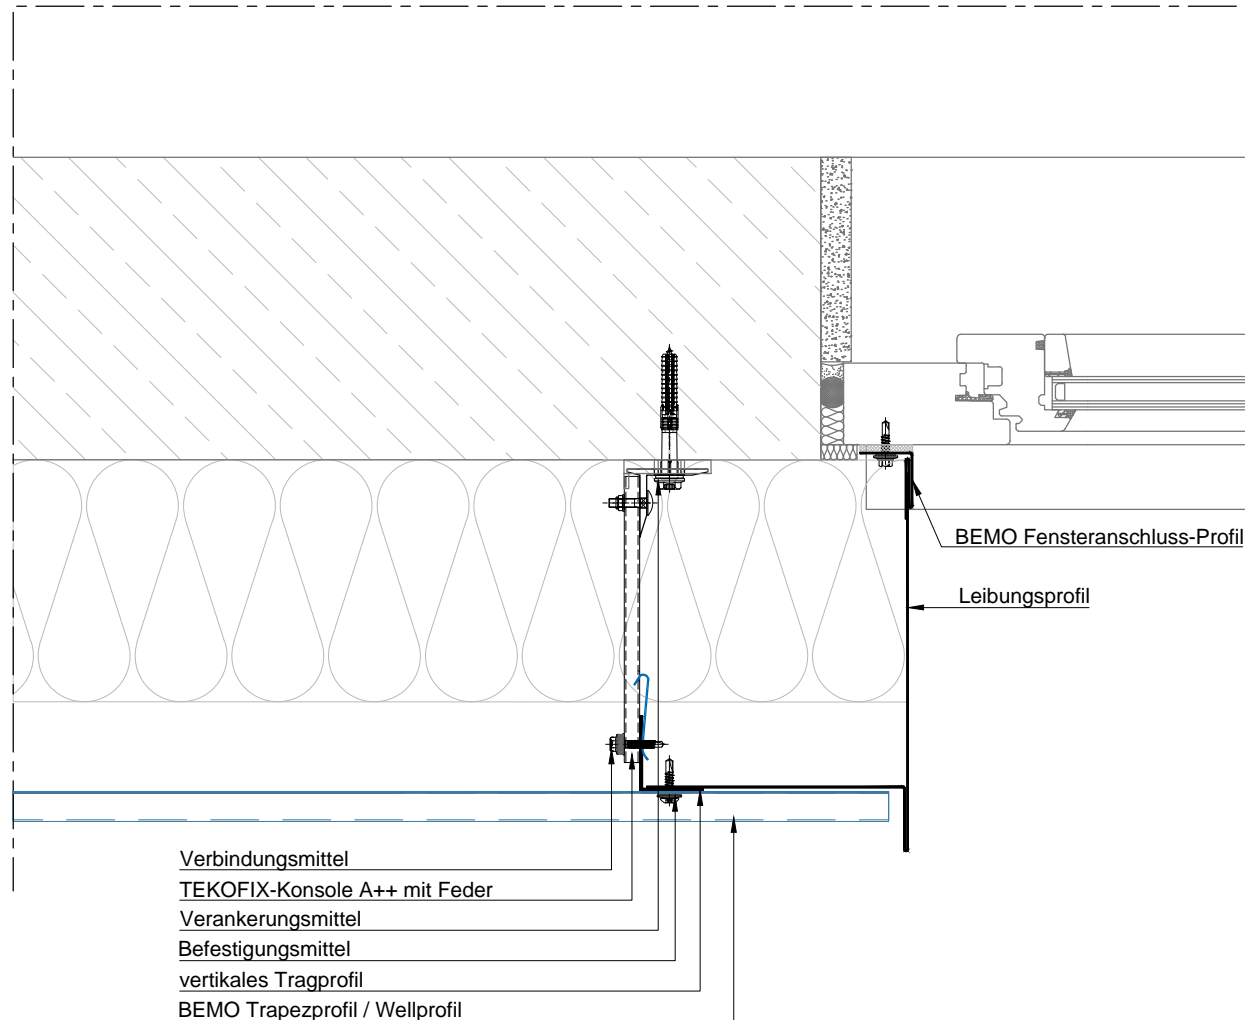 BEMO Fensteranschluss-Profil
Leibungsprofil
Verbindungsmittel
TEKOFIX-Konsole A++ mit Feder
Verankerungsmittel
Befestigungsmittel
vertikales Tragprofil
BEMO Trapezprofil / Wellprofil